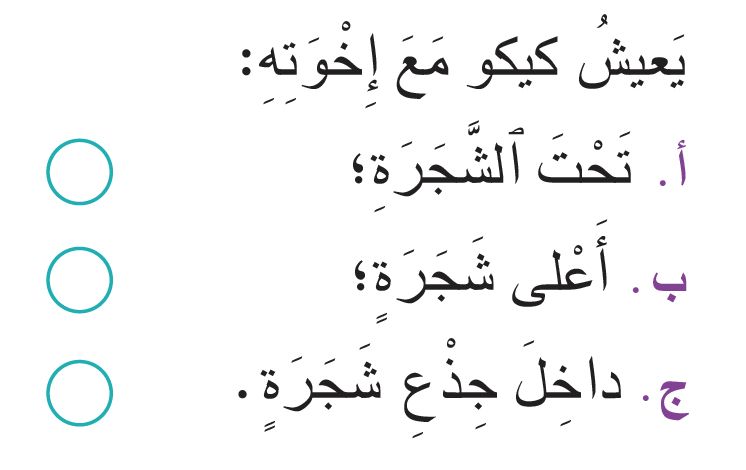 يَعيشُ كيكو مَعَ إِخْوَتِهِ:
أ. تَحْتَ ٱلشَّجَرَةِ؛
ب. أَعْلى شَجَرَةٍ؛
ج. داخِلَ جِذْعِ شَجَرَةٍ.